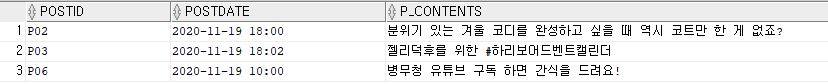 POSTID POSTDATE P_CONTENTS
1 P02 2020-11-19 18:00 분위기 있는 겨울 코디를 완성하고 싶을 때 역시 코트만 한 게 없죠?
2 P03 2020-11-19 18:02 젤리덕후를 위한 #하리보어드벤트캘린더
3 P06 2020-11-19 10:00 병무청 유튜브 구독 하면 간식을 드려요!